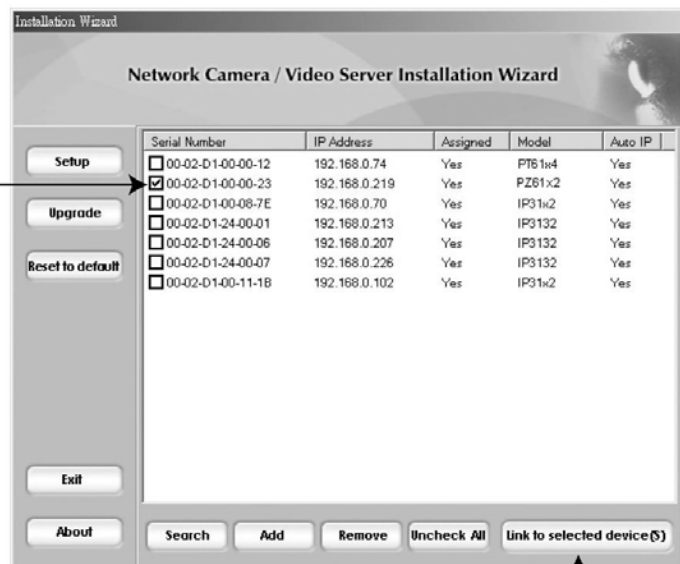 Installation Wizard
Network Camera / Video Server Installation Wizard
Serial Number IP Address Assigned Model Auto IP
00-02-D1-00-00-12 192.168.0.74 Yes PT61x4 Yes
00-02-D1-00-00-23 192.168.0.219 Yes PZ61x2 Yes
00-02-D1-00-08-7E 192.168.0.70 Yes IP31x2 Yes
00-02-D1-24-00-01 192.168.0.213 Yes IP3132 Yes
00-02-D1-24-00-06 192.168.0.207 Yes IP3132 Yes
00-02-D1-24-00-07 192.168.0.226 Yes IP3132 Yes
00-02-D1-00-11-1B 192.168.0.102 Yes IP31x2 Yes
Setup
Upgrade
Reset to default
Exit
About
Search Add Remove Uncheck All Link to selected device(S)